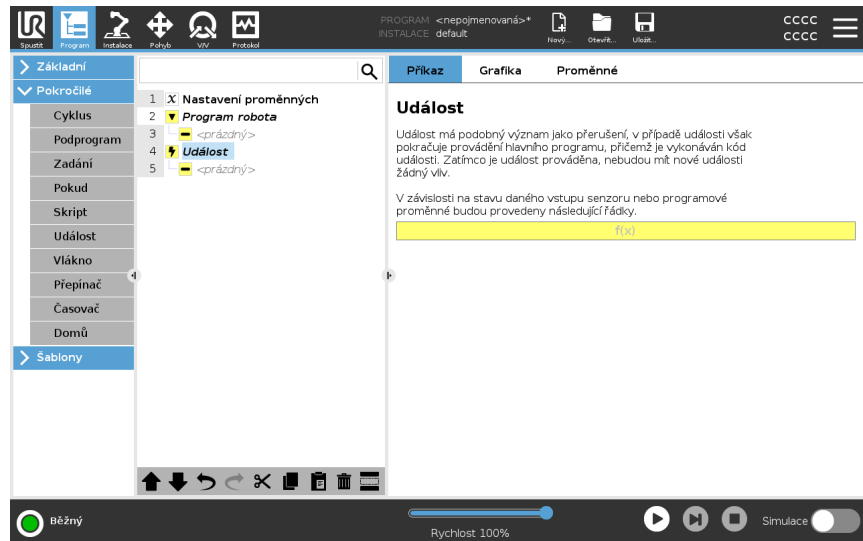 PROGRAM <nepojmenovaná>*
INSTALACE default
UR
Spustit
Program
Instalace
Pohyb
V/V
Protokol
Nový...
Otevřít...
Uložit...
CCCC
CCCC
Základní
Pokročilé
Cyklus
Podprogram
Zadání
Pokud
Skript
Událost
Vlákno
Přepínač
Časovač
Domů
Šablony
1 X Nastavení proměnných
2 Program robota
3 <prázdný>
4 Událost
5 <prázdný>
Příkaz
Grafika
Proměnné
Událost
Událost má podobný význam jako přerušení, v případě události však
pokračuje provádění hlavního programu, přičemž je vykonáván kód
události. Zatímco je událost prováděna, nebudou mít nové události
žádný vliv.
V závislosti na stavu daného vstupu senzoru nebo programové
proměnné budou provedeny následující řádky.
f(x)
Běžný
Rychlost 100%
Simulace